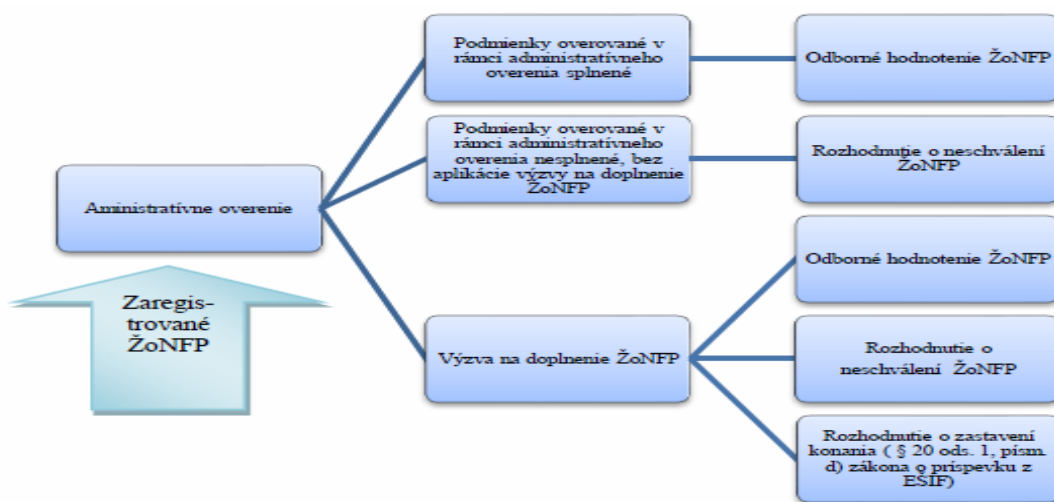 Podmienky overované v
rámci administratívneho
overenia splnené
Odborné hodnotenie ŽoNFP
Podmienky overované v
rámci administratívneho
overenia nesplnené, bez
aplikácie výzvy na doplnenie
ŽoNFP
Rozhodnutie o neschválení
ŽoNFP
Aministratívne overenie
Zaregis-
trované
ŽoNFP
Výzva na doplnenie ŽoNFP
Odborné hodnotenie ŽoNFP
Rozhodnutie o
neschválení ŽoNFP
Rozhodnutie o zastavení
konania ( § 20 ods. 1, písm.
d) zákona o príspevku z
EŠIF)